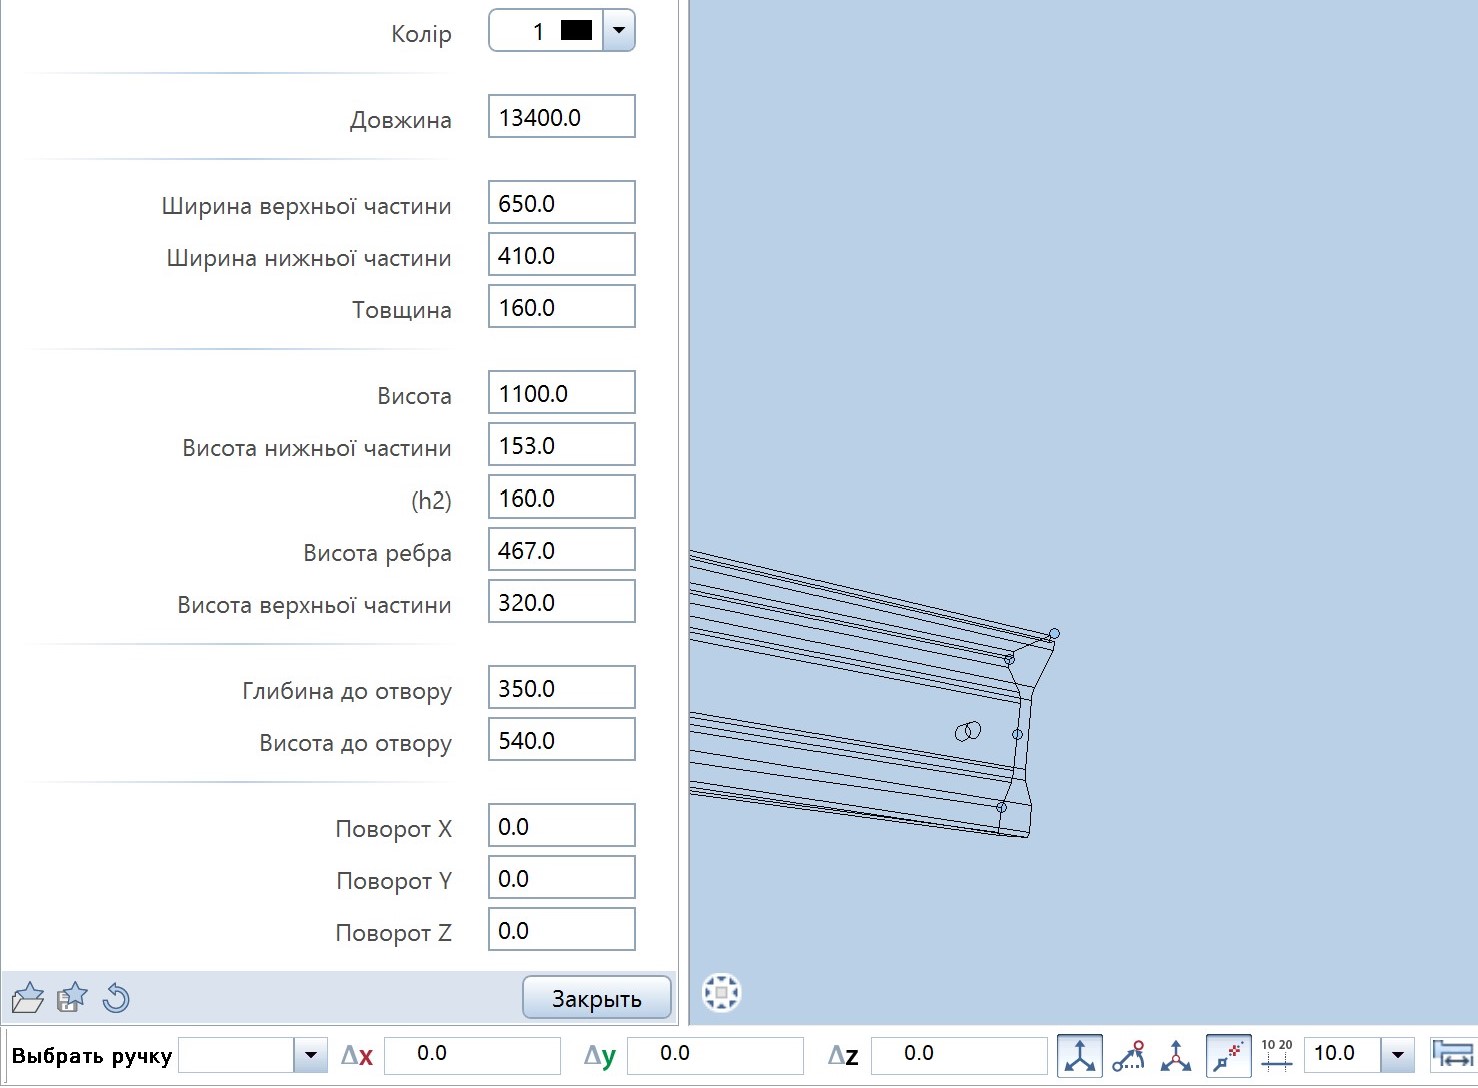 Колір 1
Довжина 13400.0
Ширина верхньої частини 650.0
Ширина нижньої частини 410.0
Товщина 160.0
Висота 1100.0
Висота нижньої частини 153.0
(h2) 160.0
Висота ребра 467.0
Висота верхньої частини 320.0
Глибина до отвору 350.0
Висота до отвору 540.0
Поворот X 0.0
Поворот Y 0.0
Поворот Z 0.0
Закрыть
Выбрать ручку Δx 0.0 Δy 0.0 Δz 0.0 10 20 10.0